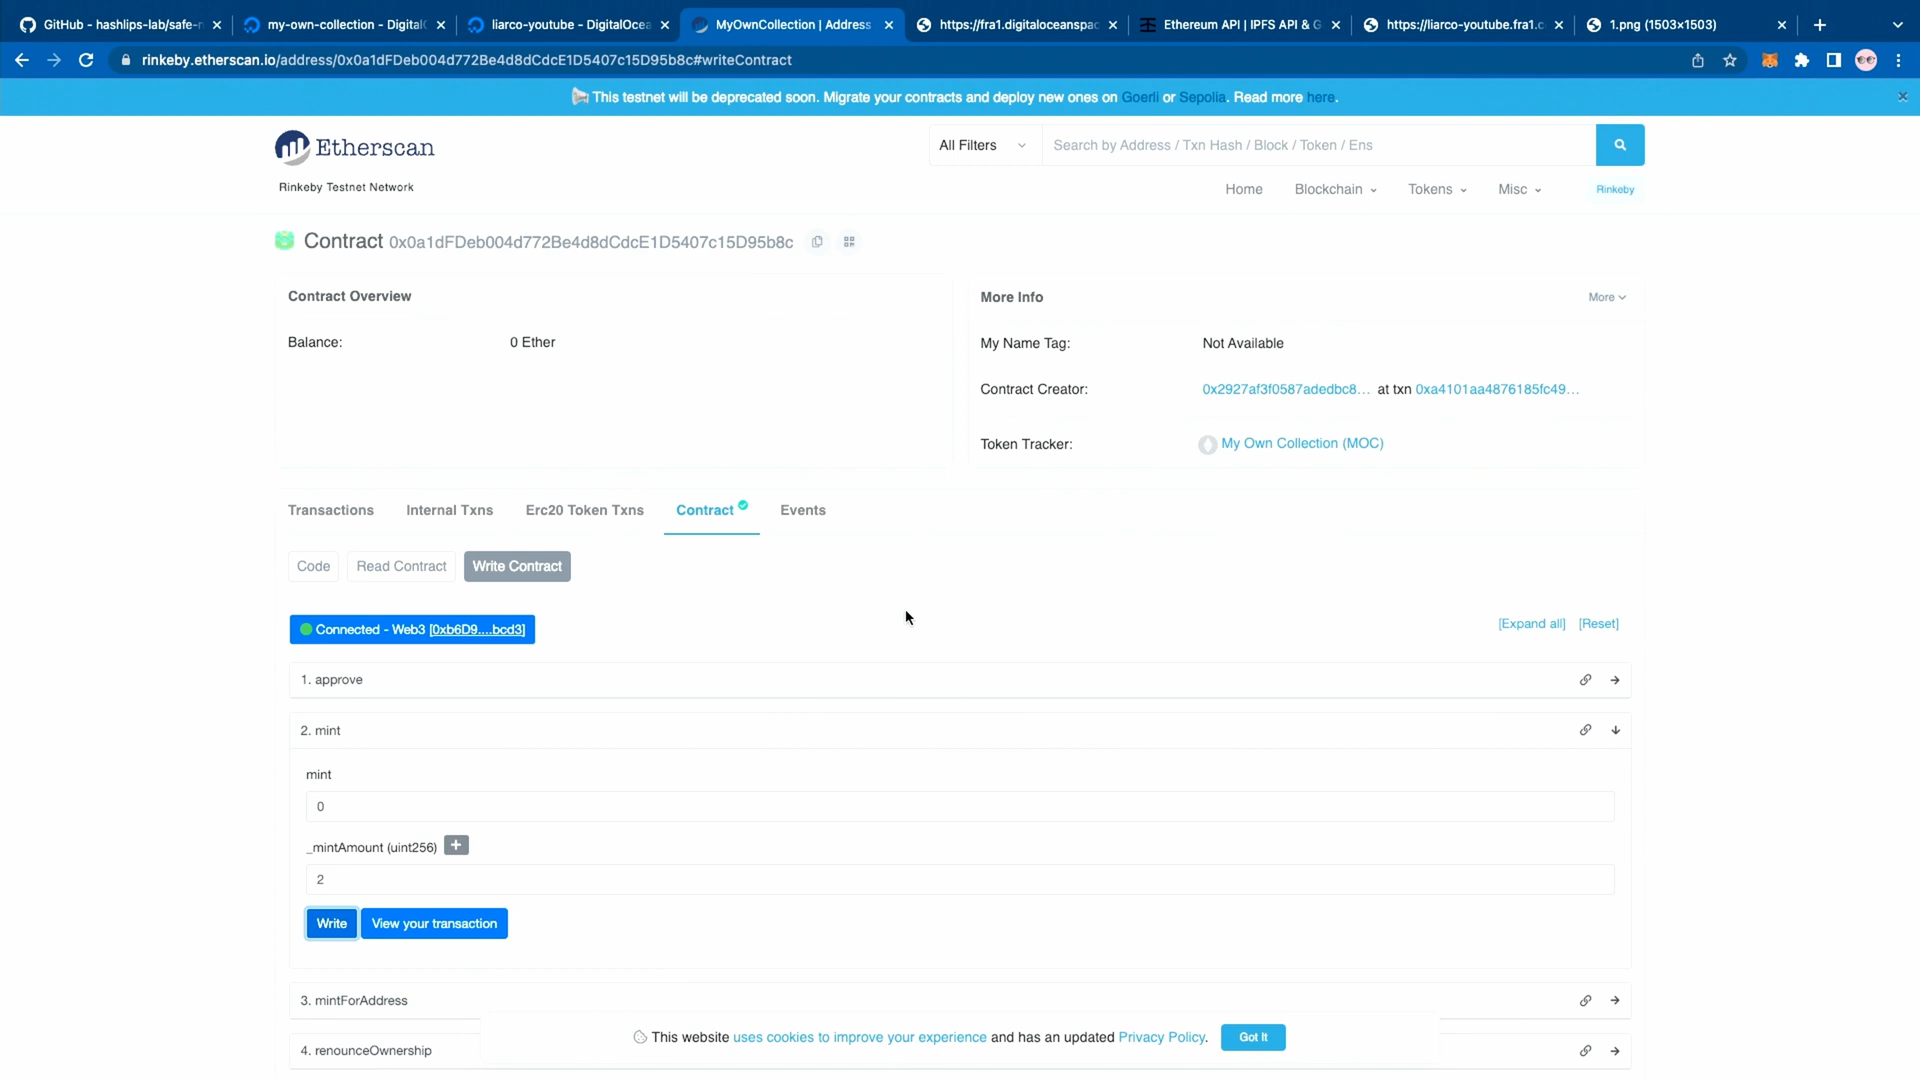 GitHub - hashlips-lab/safe-n
my-own-collection - DigitalO
liarco-youtube - DigitalOcea
MyOwnCollection | Address
https://fra1.digitaloceanspac
Ethereum API | IPFS API & G
https://liarco-youtube.fra1.c
1.png (1503×1503)
rinkeby.etherscan.io/address/0x0a1dFDeb004d772Be4d8dCdcE1D5407c15D95b8c#writeContract
This testnet will be deprecated soon. Migrate your contracts and deploy new ones on Goerli or Sepolia. Read more here.
Etherscan
All Filters
Search by Address / Txn Hash / Block / Token / Ens
Rinkeby Testnet Network
Home
Blockchain
Tokens
Misc
Rinkeby
Contract 0x0a1dFDeb004d772Be4d8dCdcE1D5407c15D95b8c
Contract Overview
Balance:
0 Ether
More Info
More
My Name Tag:
Not Available
Contract Creator:
0x2927af3f0587adedbc8... at txn 0xa4101aa4876185fc49...
Token Tracker:
My Own Collection (MOC)
Transactions
Internal Txns
Erc20 Token Txns
Contract
Events
Code
Read Contract
Write Contract
Connected - Web3 [0xb6D9....bcd3]
[Expand all]
[Reset]
1. approve
2. mint
mint
0
_mintAmount (uint256)
2
Write
View your transaction
3. mintForAddress
This website uses cookies to improve your experience and has an updated Privacy Policy.
Got It
4. renounceOwnership